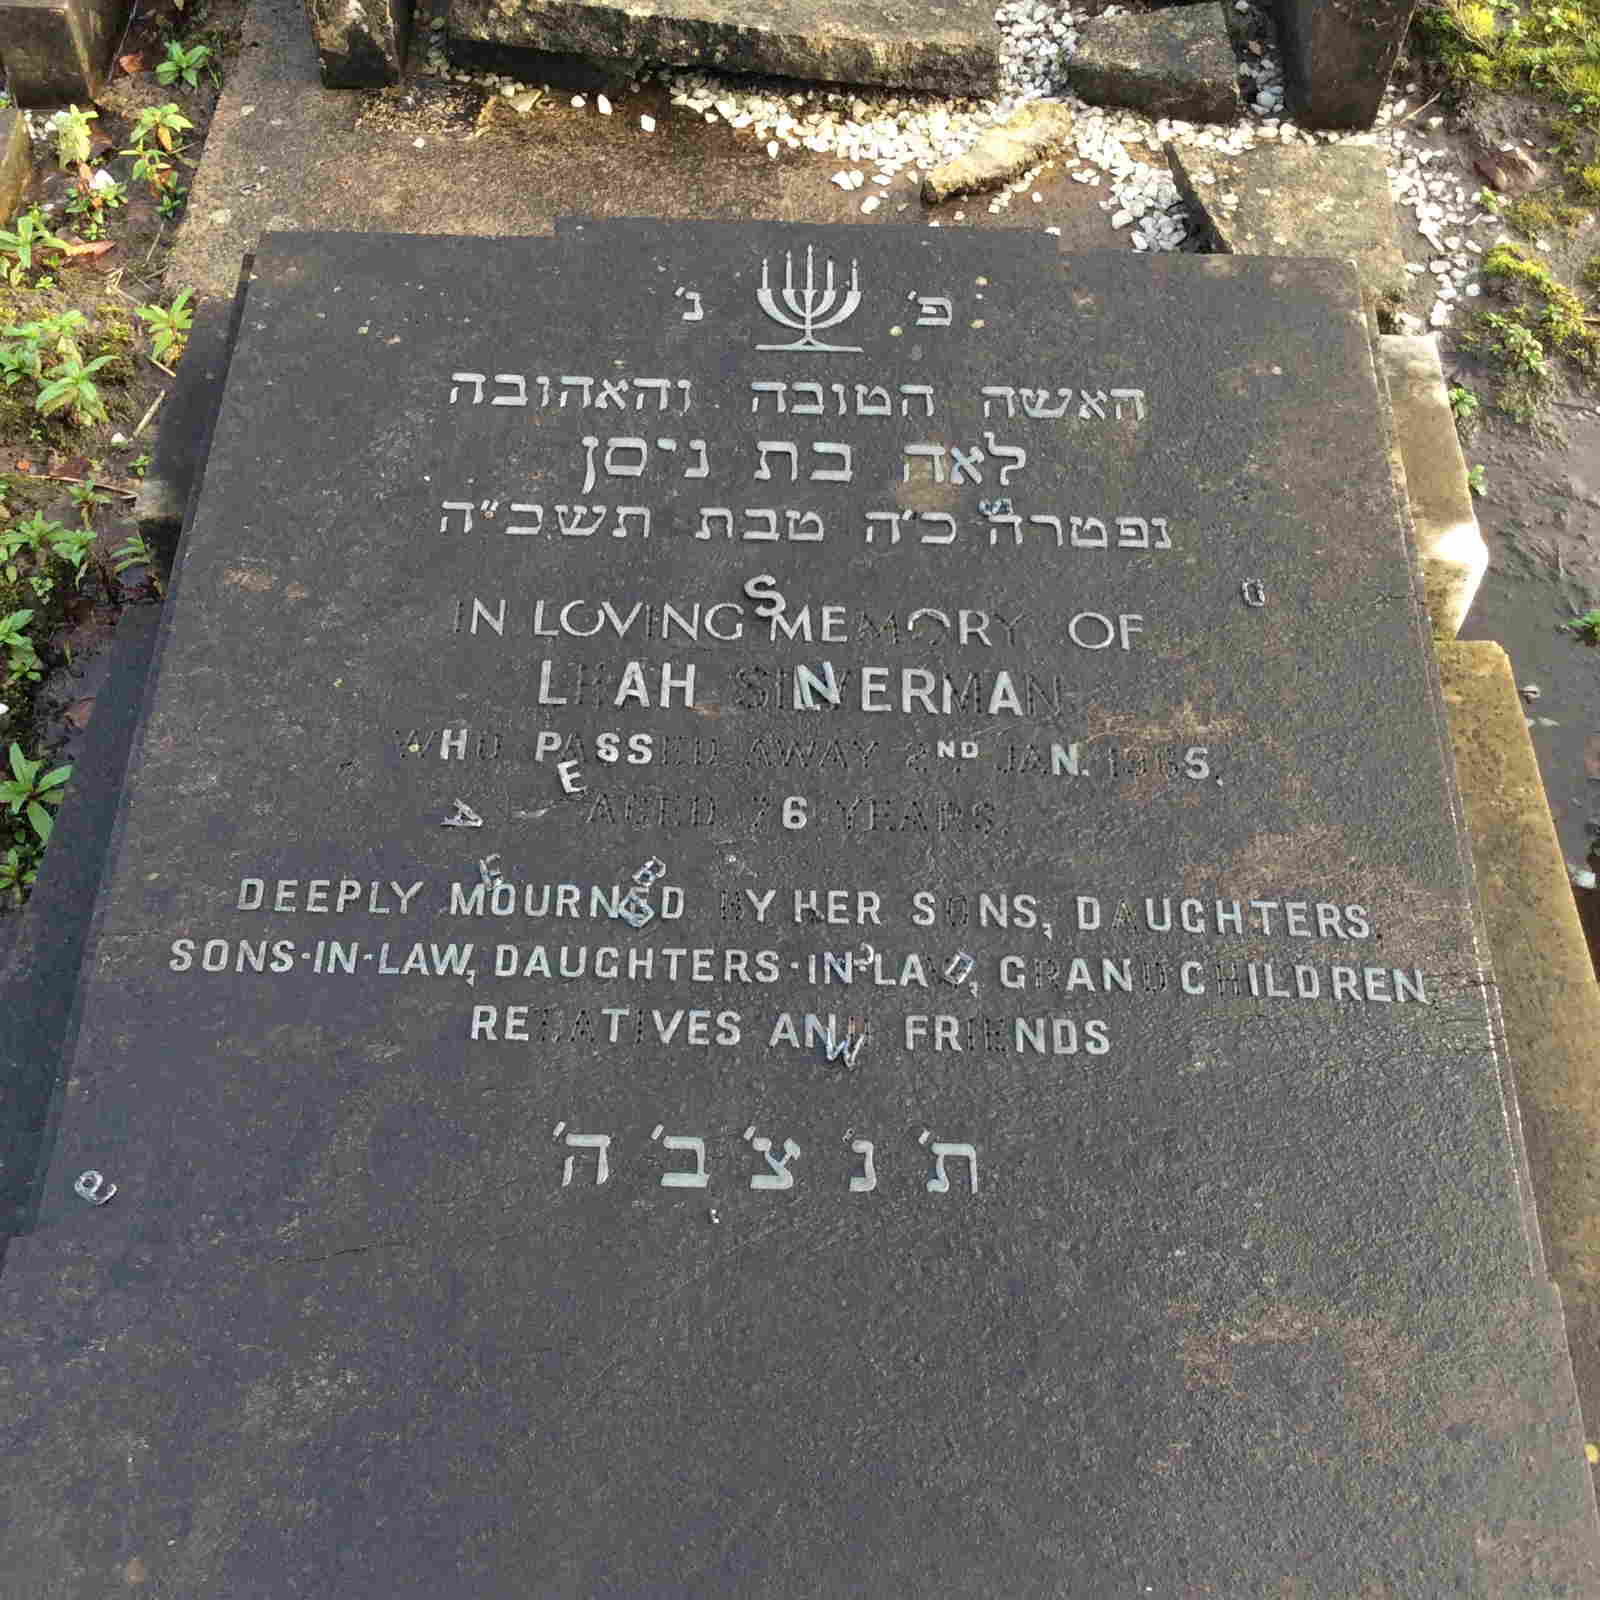 פ' נ'
האשה הטובה והאהובה
לאה בת ניסן
נפטרה כ'ה טבת תשכ"ה
IN LOVING MEMORY OF
LEAH SILVERMAN
WHO PASSED AWAY 2ND JAN. 1965,
AGED 76 YEARS.
DEEPLY MOURNED BY HER SONS, DAUGHTERS,
SONS-IN-LAW, DAUGHTERS-IN-LAW, GRANDCHILDREN,
RELATIVES AND FRIENDS
ת' נ' צ' ב' ה'